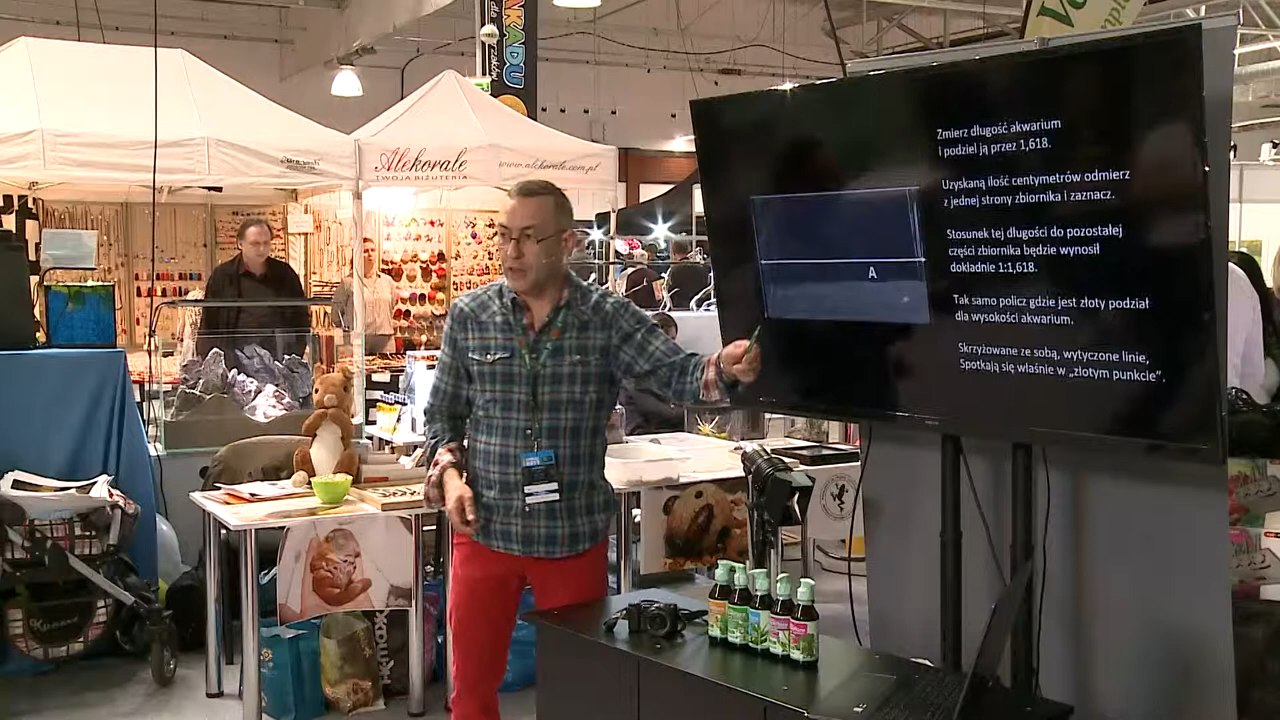 KADU
Alekorale
TWOJA BIŻUTERIA
www.alekorale.com.pl
Zmierz długość akwarium
i podziel ją przez 1,618.
Uzyskaną ilość centymetrów odmierz
z jednej strony zbiornika i zaznacz.
Stosunek tej długości do pozostałej
części zbiornika będzie wynosił
dokładnie 1:1,618.
Tak samo policz gdzie jest złoty podział
dla wysokości akwarium.
Skrzyżowane ze sobą, wytyczone linie,
Spotkają się właśnie w „złotym punkcie”.
A